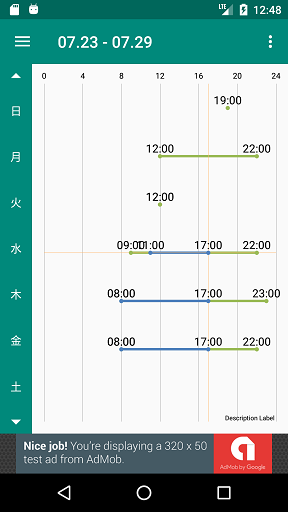 LTE 12:48
07.23 - 07.29
0 4 8 12 16 20 24
日 19:00
月 12:00 22:00
火 12:00
水 09:00 11:00 17:00 22:00
木 08:00 17:00 23:00
金 08:00 17:00 22:00
土
Description Label
Nice job! You're displaying a 320 x 50
test ad from AdMob.
AdMob by Google